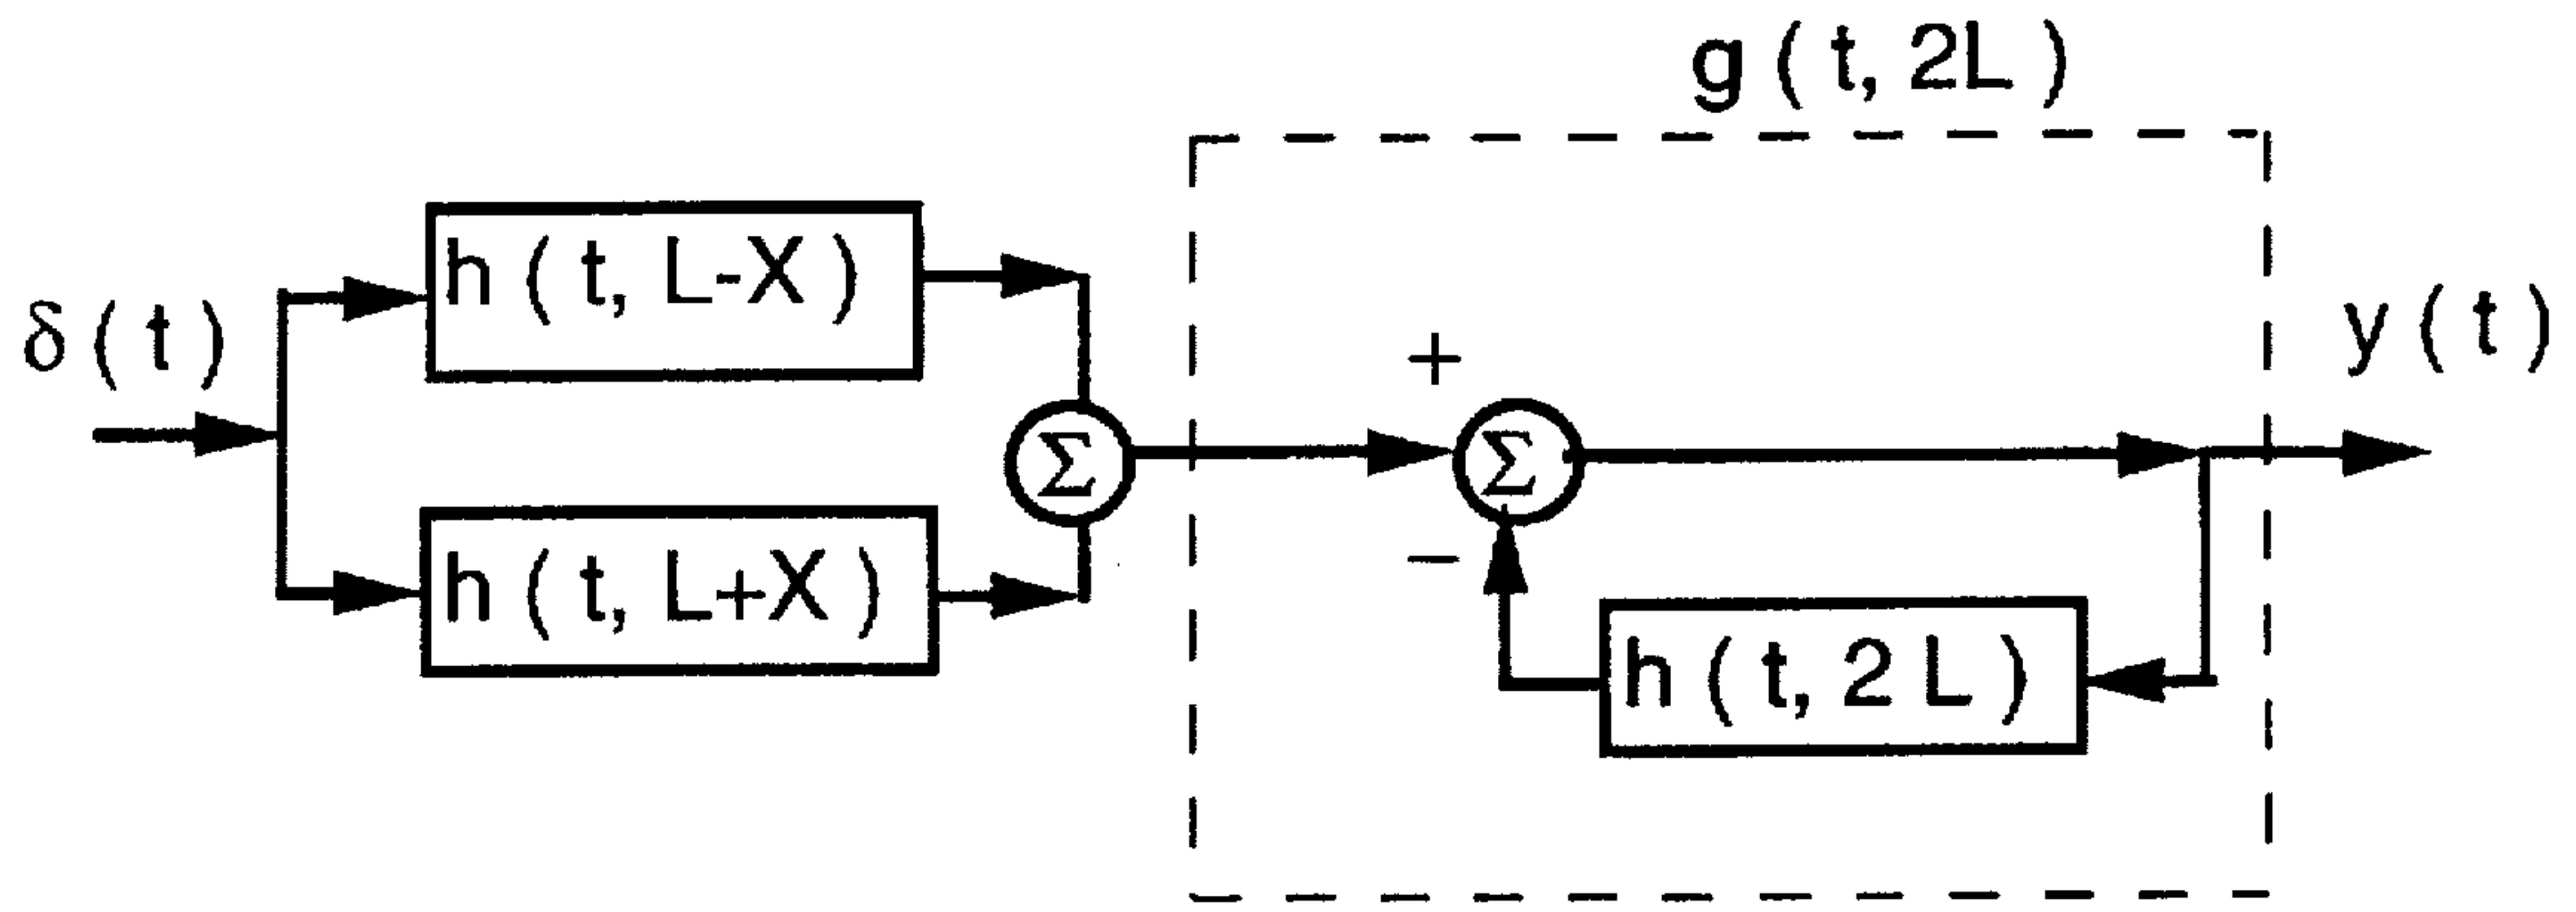 g ( t, 2L )
h ( t, L-X )
δ ( t )
y ( t )
+
Σ
Σ
−
h ( t, L+X )
h ( t, 2 L )